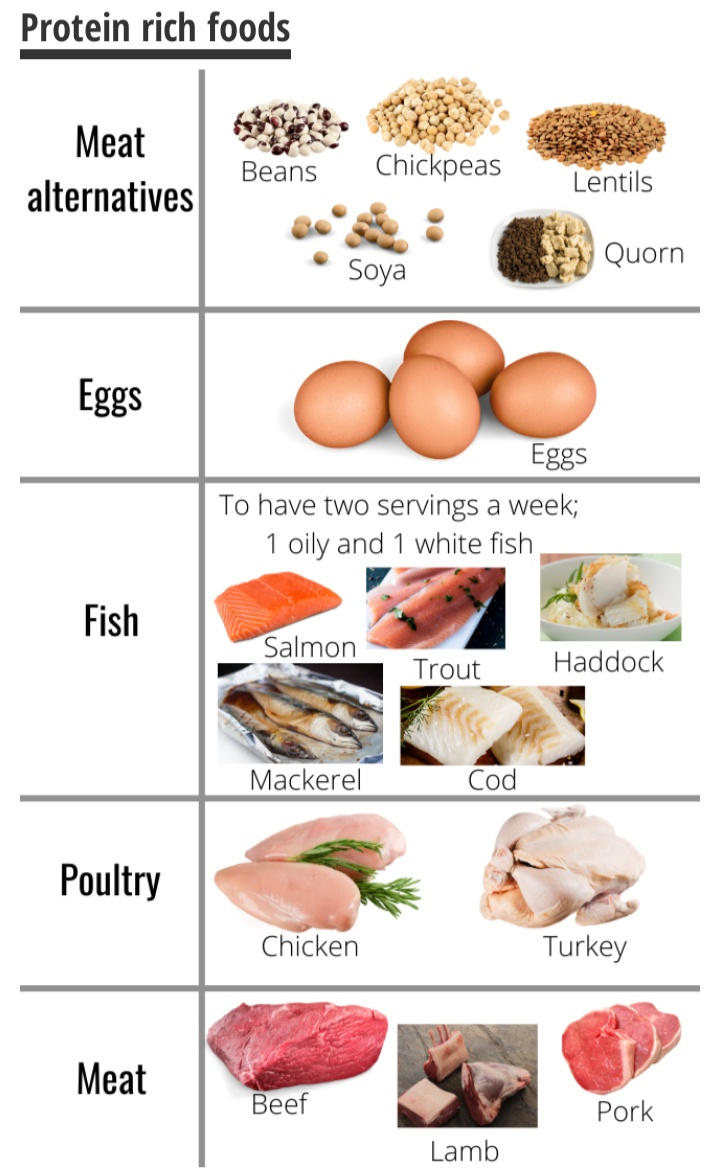 Protein rich foods
Meat
alternatives
Beans
Chickpeas
Lentils
Soya
Quorn
Eggs
Eggs
Fish
To have two servings a week;
1 oily and 1 white fish
Salmon
Trout
Haddock
Mackerel
Cod
Poultry
Chicken
Turkey
Meat
Beef
Lamb
Pork